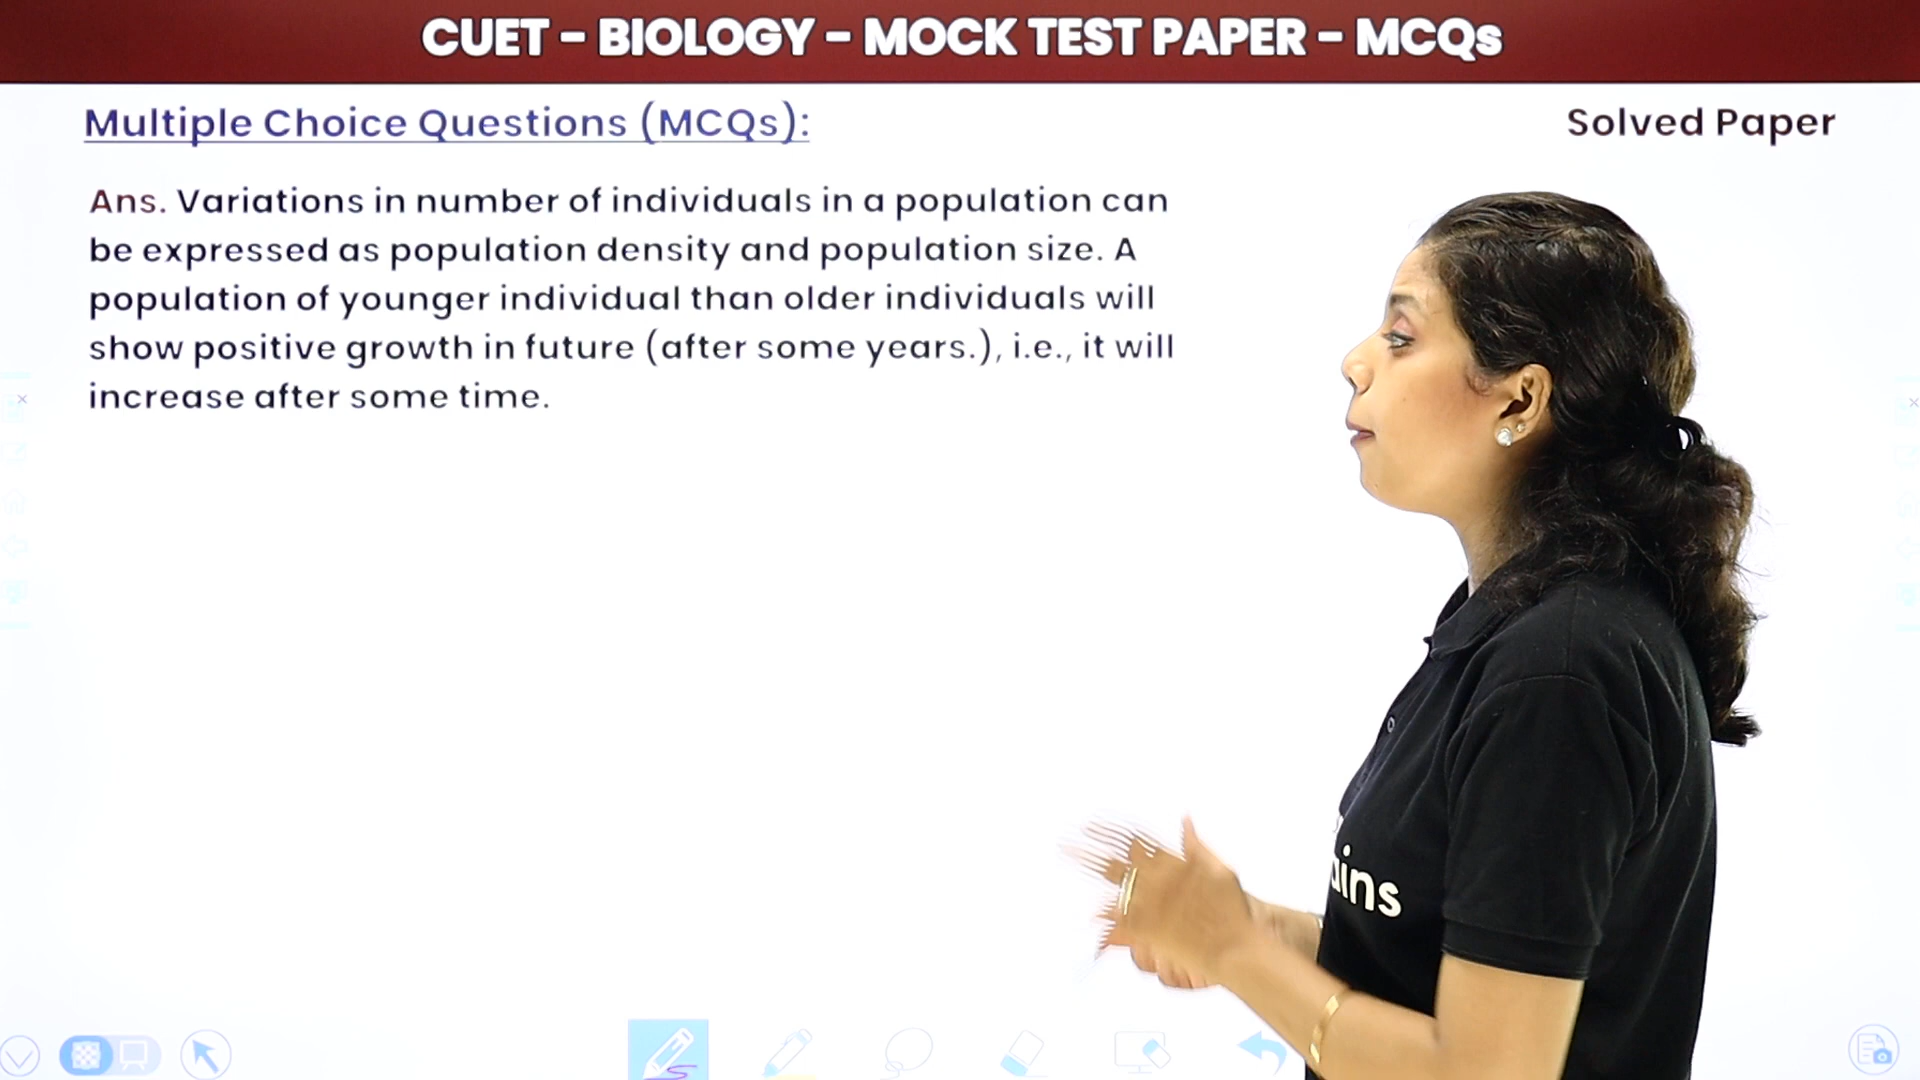 CUET - BIOLOGY - MOCK TEST PAPER - MCQs
Multiple Choice Questions (MCQs):
Solved Paper
Ans. Variations in number of individuals in a population can
be expressed as population density and population size. A
population of younger individual than older individuals will
show positive growth in future (after some years.), i.e., it will
increase after some time.